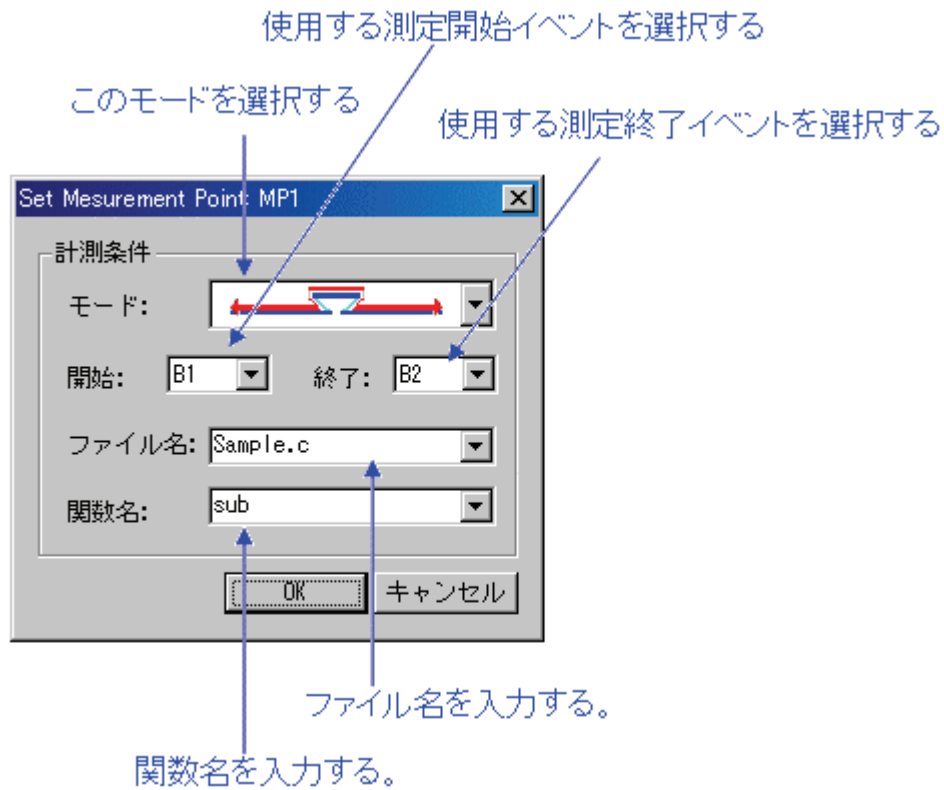 使用する測定開始イベントを選択する
このモードを選択する
使用する測定終了イベントを選択する
Set Mesurement Point: MP1
計測条件
モード:
開始: B1 終了: B2
ファイル名: Sample.c
関数名: sub
OK キャンセル
ファイル名を入力する。
関数名を入力する。